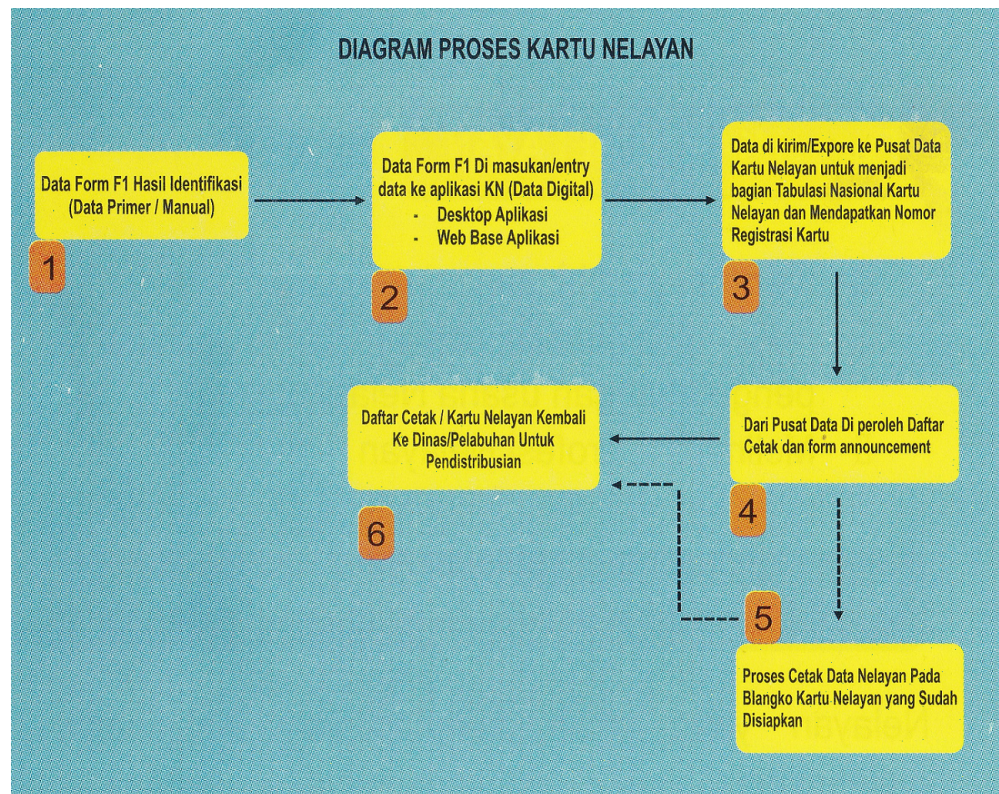 DIAGRAM PROSES KARTU NELAYAN
Data Form F1 Hasil Identifikasi
(Data Primer / Manual)
1
Data Form F1 Di masukan/entry
data ke aplikasi KN (Data Digital)
- Desktop Aplikasi
- Web Base Aplikasi
2
Data di kirim/Expore ke Pusat Data
Kartu Nelayan untuk menjadi
bagian Tabulasi Nasional Kartu
Nelayan dan Mendapatkan Nomor
Registrasi Kartu
3
Dari Pusat Data Di peroleh Daftar
Cetak dan form announcement
4
5
Proses Cetak Data Nelayan Pada
Blangko Kartu Nelayan yang Sudah
Disiapkan
Daftar Cetak / Kartu Nelayan Kembali
Ke Dinas/Pelabuhan Untuk
Pendistribusian
6